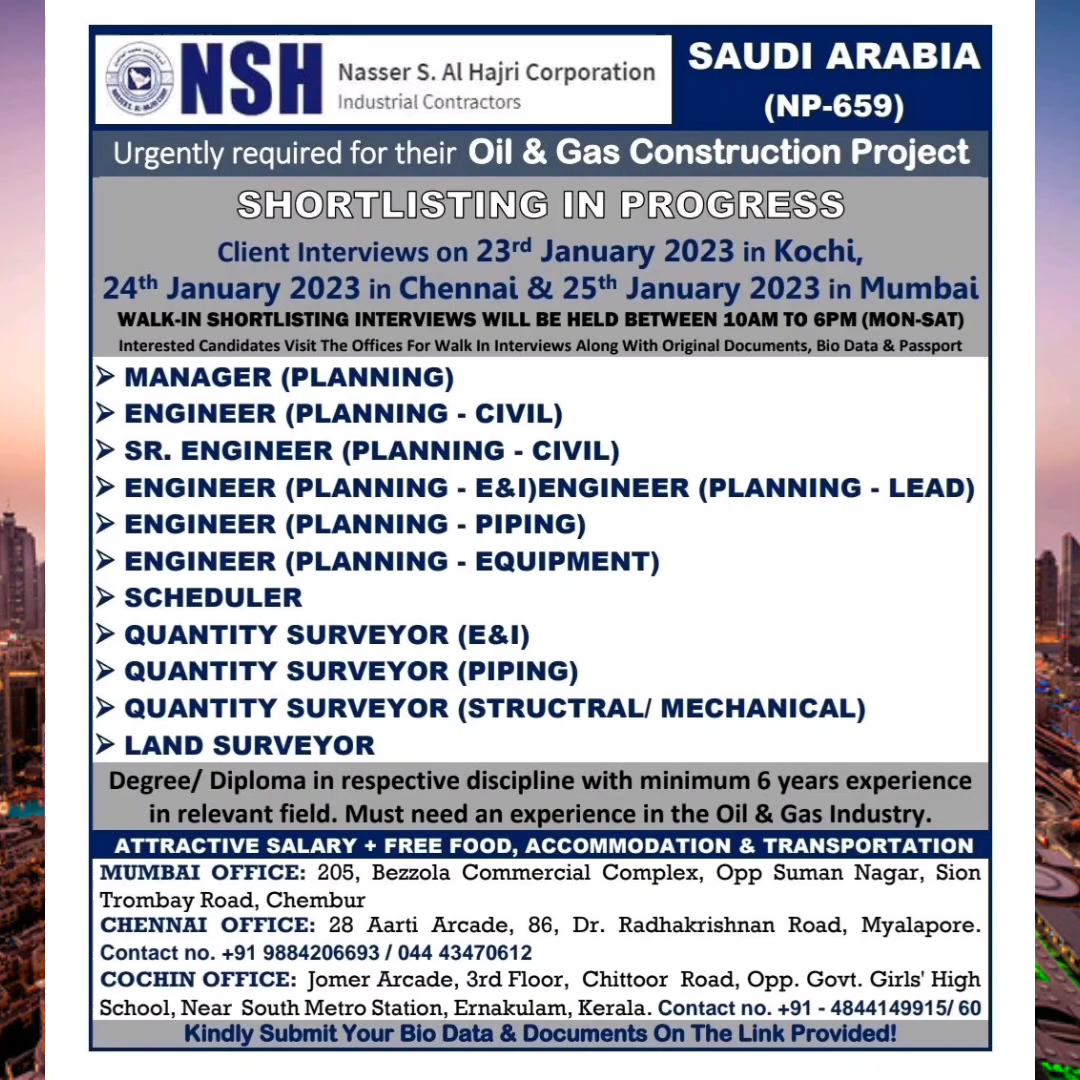 NSH Nasser S. Al Hajri Corporation
Industrial Contractors
SAUDI ARABIA
(NP-659)
Urgently required for their Oil & Gas Construction Project
SHORTLISTING IN PROGRESS
Client Interviews on 23rd January 2023 in Kochi,
24th January 2023 in Chennai & 25th January 2023 in Mumbai
WALK-IN SHORTLISTING INTERVIEWS WILL BE HELD BETWEEN 10AM TO 6PM (MON-SAT)
Interested Candidates Visit The Offices For Walk In Interviews Along With Original Documents, Bio Data & Passport
➢ MANAGER (PLANNING)
➢ ENGINEER (PLANNING - CIVIL)
➢ SR. ENGINEER (PLANNING - CIVIL)
➢ ENGINEER (PLANNING - E&I)ENGINEER (PLANNING - LEAD)
➢ ENGINEER (PLANNING - PIPING)
➢ ENGINEER (PLANNING - EQUIPMENT)
➢ SCHEDULER
➢ QUANTITY SURVEYOR (E&I)
➢ QUANTITY SURVEYOR (PIPING)
➢ QUANTITY SURVEYOR (STRUCTRAL/ MECHANICAL)
➢ LAND SURVEYOR
Degree/ Diploma in respective discipline with minimum 6 years experience
in relevant field. Must need an experience in the Oil & Gas Industry.
ATTRACTIVE SALARY + FREE FOOD, ACCOMMODATION & TRANSPORTATION
MUMBAI OFFICE: 205, Bezzola Commercial Complex, Opp Suman Nagar, Sion
Trombay Road, Chembur
CHENNAI OFFICE: 28 Aarti Arcade, 86, Dr. Radhakrishnan Road, Myalapore.
Contact no. +91 9884206693 / 044 43470612
COCHIN OFFICE: Jomer Arcade, 3rd Floor, Chittoor Road, Opp. Govt. Girls' High
School, Near South Metro Station, Ernakulam, Kerala. Contact no. +91 - 4844149915/ 60
Kindly Submit Your Bio Data & Documents On The Link Provided!